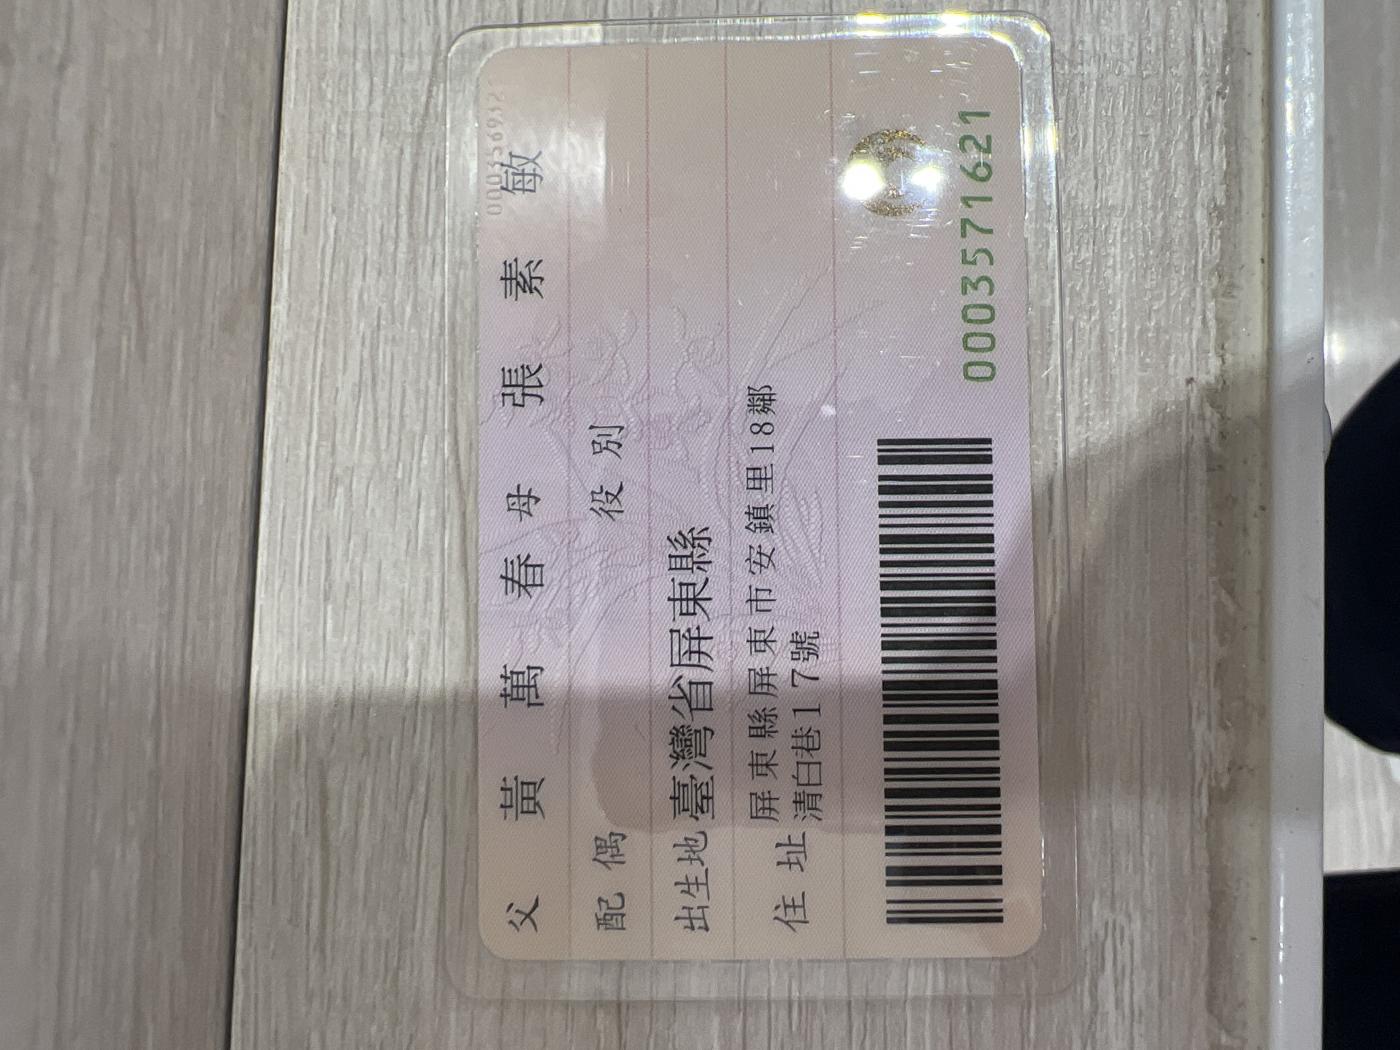 父 黃萬春 母 張素敏
配偶 役別
出生地 臺灣省屏東縣
住址 屏東縣屏東市安鎮里18鄰
清白巷17號
0003571621